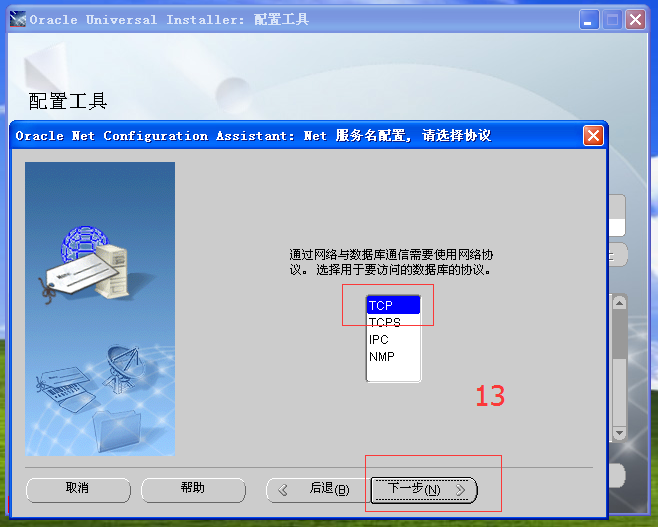 Oracle Universal Installer: 配置工具
配置工具
Oracle Net Configuration Assistant: Net 服务名配置, 请选择协议
通过网络与数据库通信需要使用网络协
议。 选择用于要访问的数据库的协议。
TCP
TCPS
IPC
NMP
13
取消
帮助
后退(B)
下一步(N)